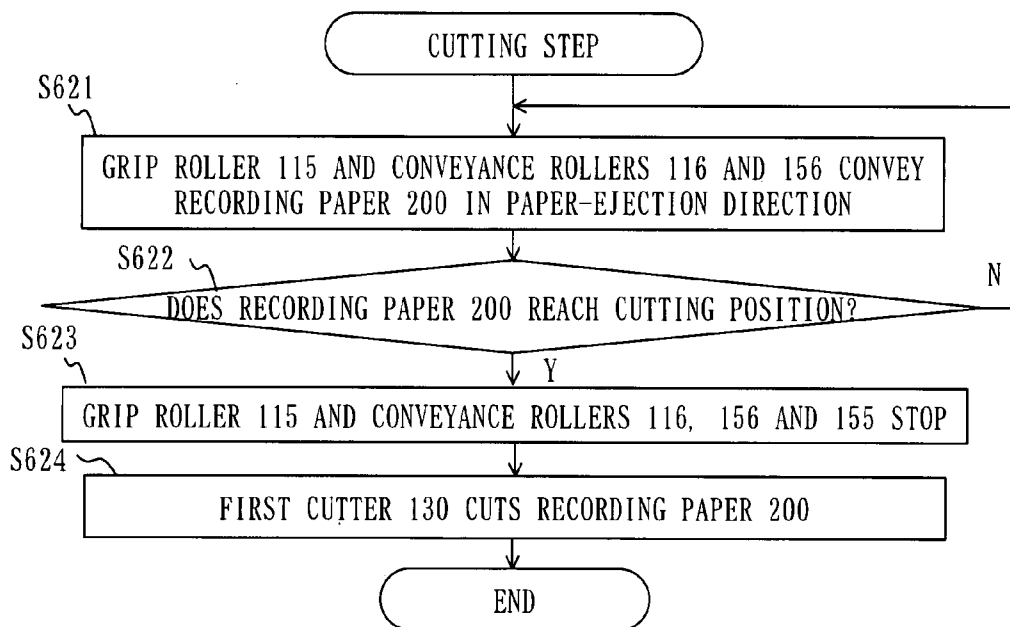 CUTTING STEP
S621
GRIP ROLLER 115 AND CONVEYANCE ROLLERS 116 AND 156 CONVEY
RECORDING PAPER 200 IN PAPER-EJECTION DIRECTION
S622
N
DOES RECORDING PAPER 200 REACH CUTTING POSITION?
S623
Y
GRIP ROLLER 115 AND CONVEYANCE ROLLERS 116, 156 AND 155 STOP
S624
FIRST CUTTER 130 CUTS RECORDING PAPER 200
END